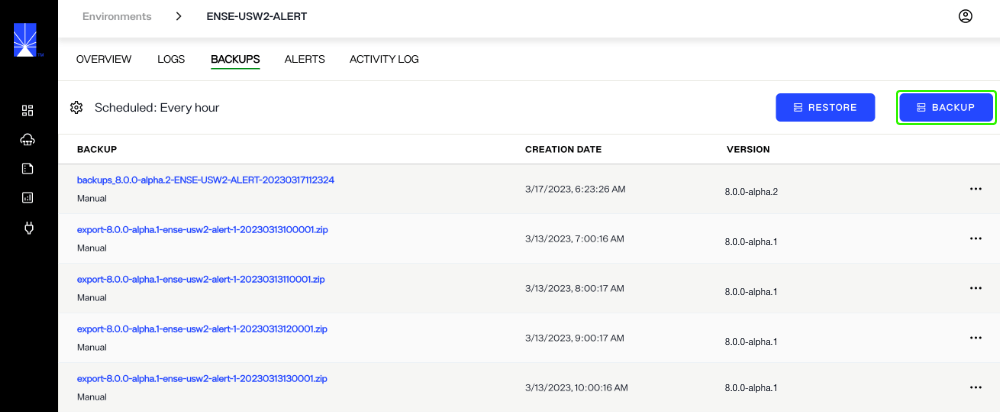 Environments > ENSE-USW2-ALERT
OVERVIEW LOGS BACKUPS ALERTS ACTIVITY LOG
Scheduled: Every hour RESTORE BACKUP
BACKUP CREATION DATE VERSION
backups_8.0.0-alpha.2-ENSE-USW2-ALERT-20230317112324 3/17/2023, 6:23:26 AM 8.0.0-alpha.2
Manual
export-8.0.0-alpha.1-ense-usw2-alert-1-20230313100001.zip 3/13/2023, 7:00:16 AM 8.0.0-alpha.1
Manual
export-8.0.0-alpha.1-ense-usw2-alert-1-20230313110001.zip 3/13/2023, 8:00:17 AM 8.0.0-alpha.1
Manual
export-8.0.0-alpha.1-ense-usw2-alert-1-20230313120001.zip 3/13/2023, 9:00:17 AM 8.0.0-alpha.1
Manual
export-8.0.0-alpha.1-ense-usw2-alert-1-20230313130001.zip 3/13/2023, 10:00:16 AM 8.0.0-alpha.1
Manual